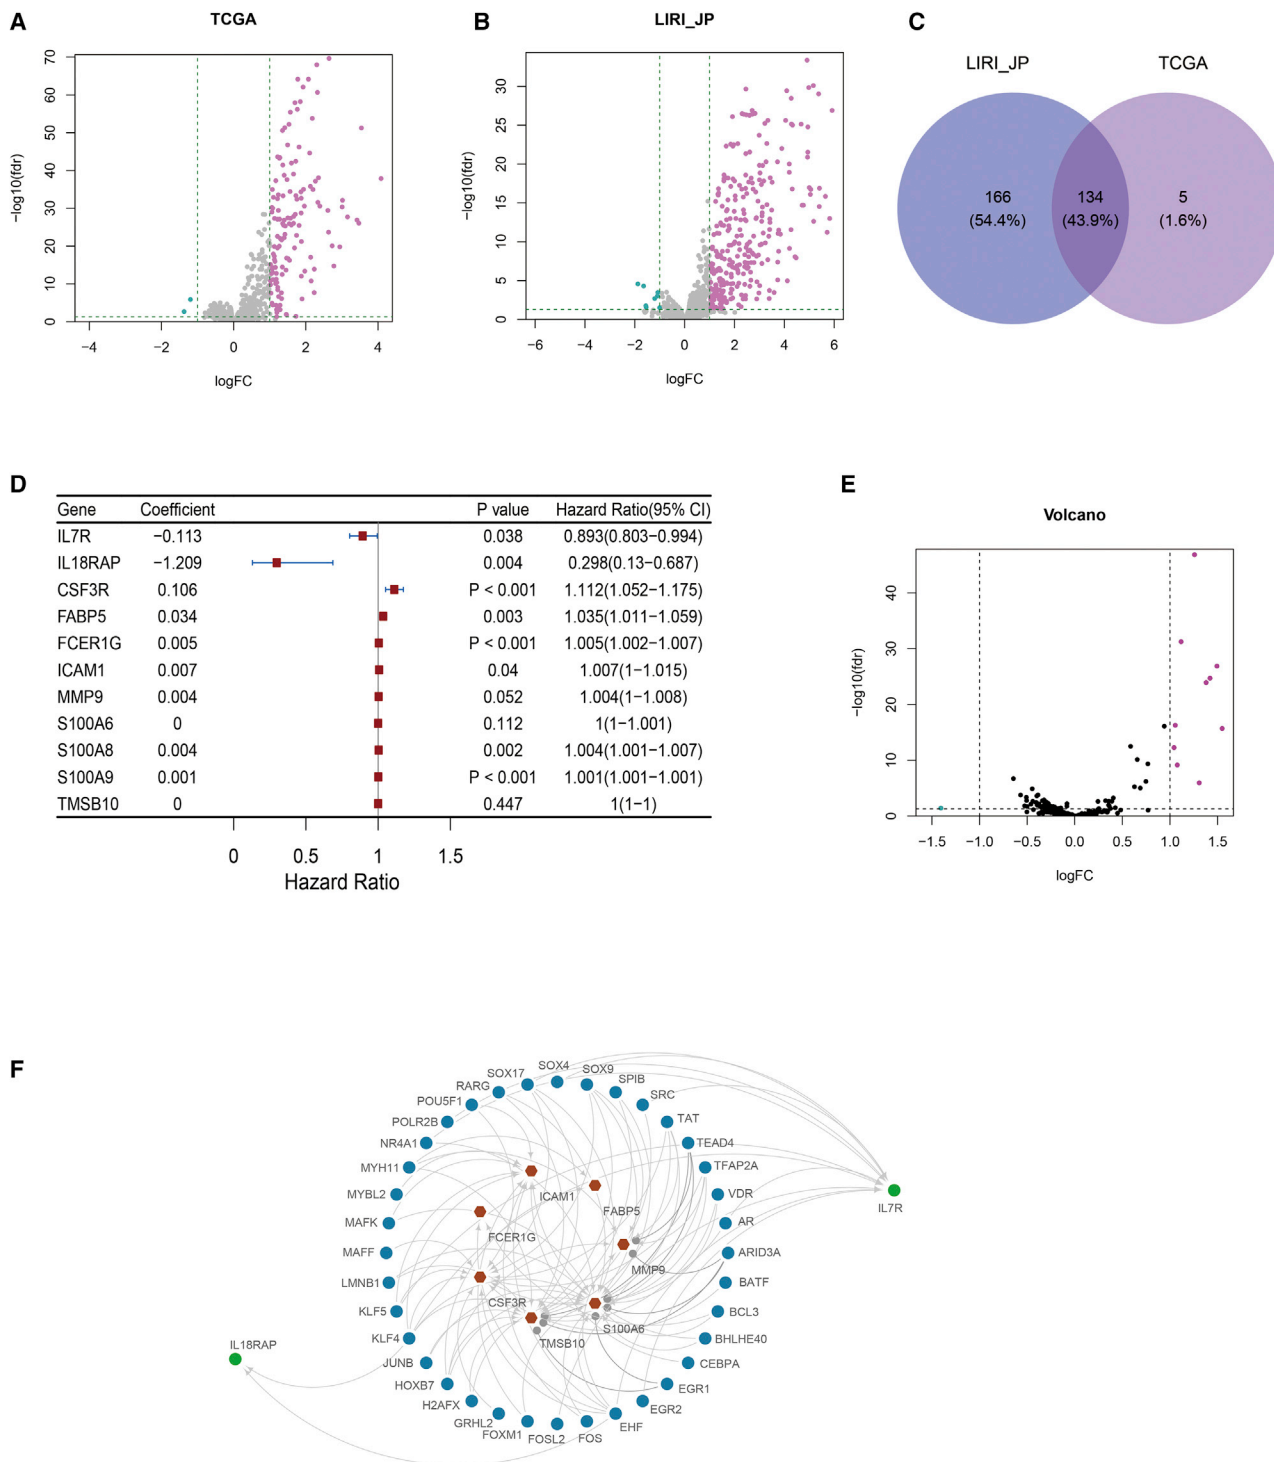 A
TCGA
−log10(fdr)
70
60
50
40
30
20
10
0
−4
−2
0
2
4
logFC
B
LIRI_JP
−log10(fdr)
30
25
20
15
10
5
0
−6
−4
−2
0
2
4
6
logFC
C
LIRI_JP
TCGA
166
(54.4%)
134
(43.9%)
5
(1.6%)
D
Gene Coefficient P value Hazard Ratio(95% CI)
IL7R −0.113 0.038 0.893(0.803−0.994)
IL18RAP −1.209 0.004 0.298(0.13−0.687)
CSF3R 0.106 P < 0.001 1.112(1.052−1.175)
FABP5 0.034 0.003 1.035(1.011−1.059)
FCER1G 0.005 P < 0.001 1.005(1.002−1.007)
ICAM1 0.007 0.04 1.007(1−1.015)
MMP9 0.004 0.052 1.004(1−1.008)
S100A6 0 0.112 1(1−1.001)
S100A8 0.004 0.002 1.004(1.001−1.007)
S100A9 0.001 P < 0.001 1.001(1.001−1.001)
TMSB10 0 0.447 1(1−1)
0 0.5 1 1.5
Hazard Ratio
E
Volcano
−log10(fdr)
40
30
20
10
0
−1.5
−1.0
−0.5
0.0
0.5
1.0
1.5
logFC
F
SOX4
SOX17
SOX9
RARG
SPIB
POU5F1
SRC
POLR2B
TAT
NR4A1
TEAD4
MYH11
TFAP2A
MYBL2
ICAM1
VDR
FABP5
IL7R
MAFK
AR
FCER1G
MAFF
ARID3A
MMP9
LMNB1
BATF
CSF3R
KLF5
BCL3
S100A6
KLF4
TMSB10
BHLHE40
IL18RAP
JUNB
CEBPA
HOXB7
EGR1
H2AFX
EGR2
GRHL2
EHF
FOXM1
FOSL2
FOS